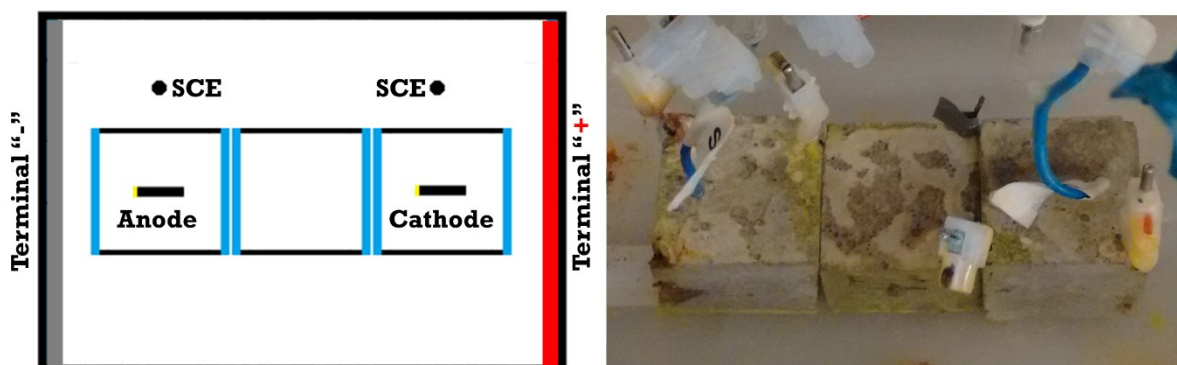 Terminal “-”
SCE
SCE
Anode
Cathode
Terminal “+”
S